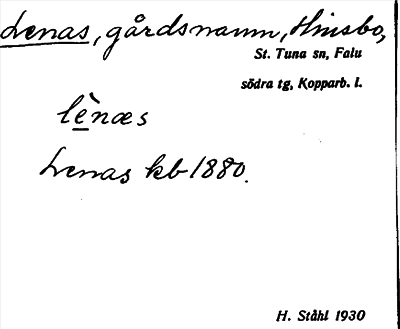 Lenas, gårdsnamn, Hinsbo,
St. Tuna sn, Falu
södra tg, Kopparb. l.
lènæs
Lenas kb 1880.
H. Ståhl 1930